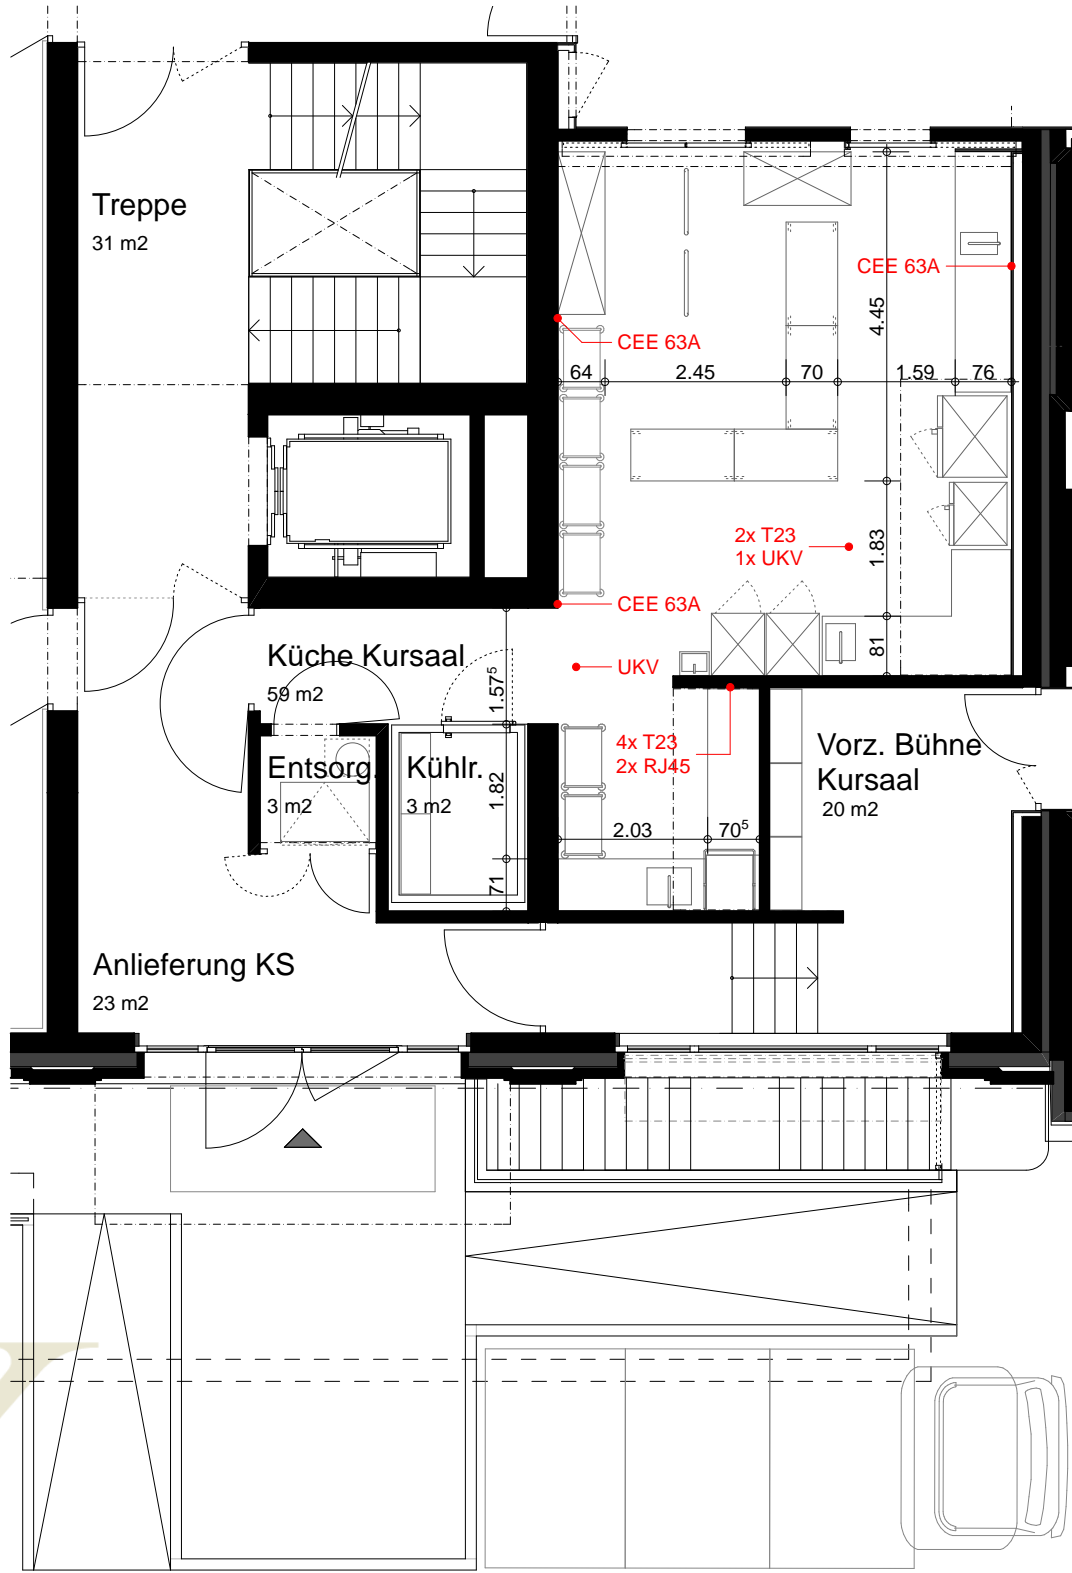 Treppe
31 m2
CEE 63A
4.45
CEE 63A
64
2.45
70
1.59
76
2x T23
1x UKV
1.83
CEE 63A
Küche Kursaal
59 m2
1.57⁵
UKV
81
4x T23
2x RJ45
Vorz. Bühne
Kursaal
20 m2
Entsorg.
3 m2
Kühlr.
3 m2
1.82
2.03
70⁵
71
Anlieferung KS
23 m2